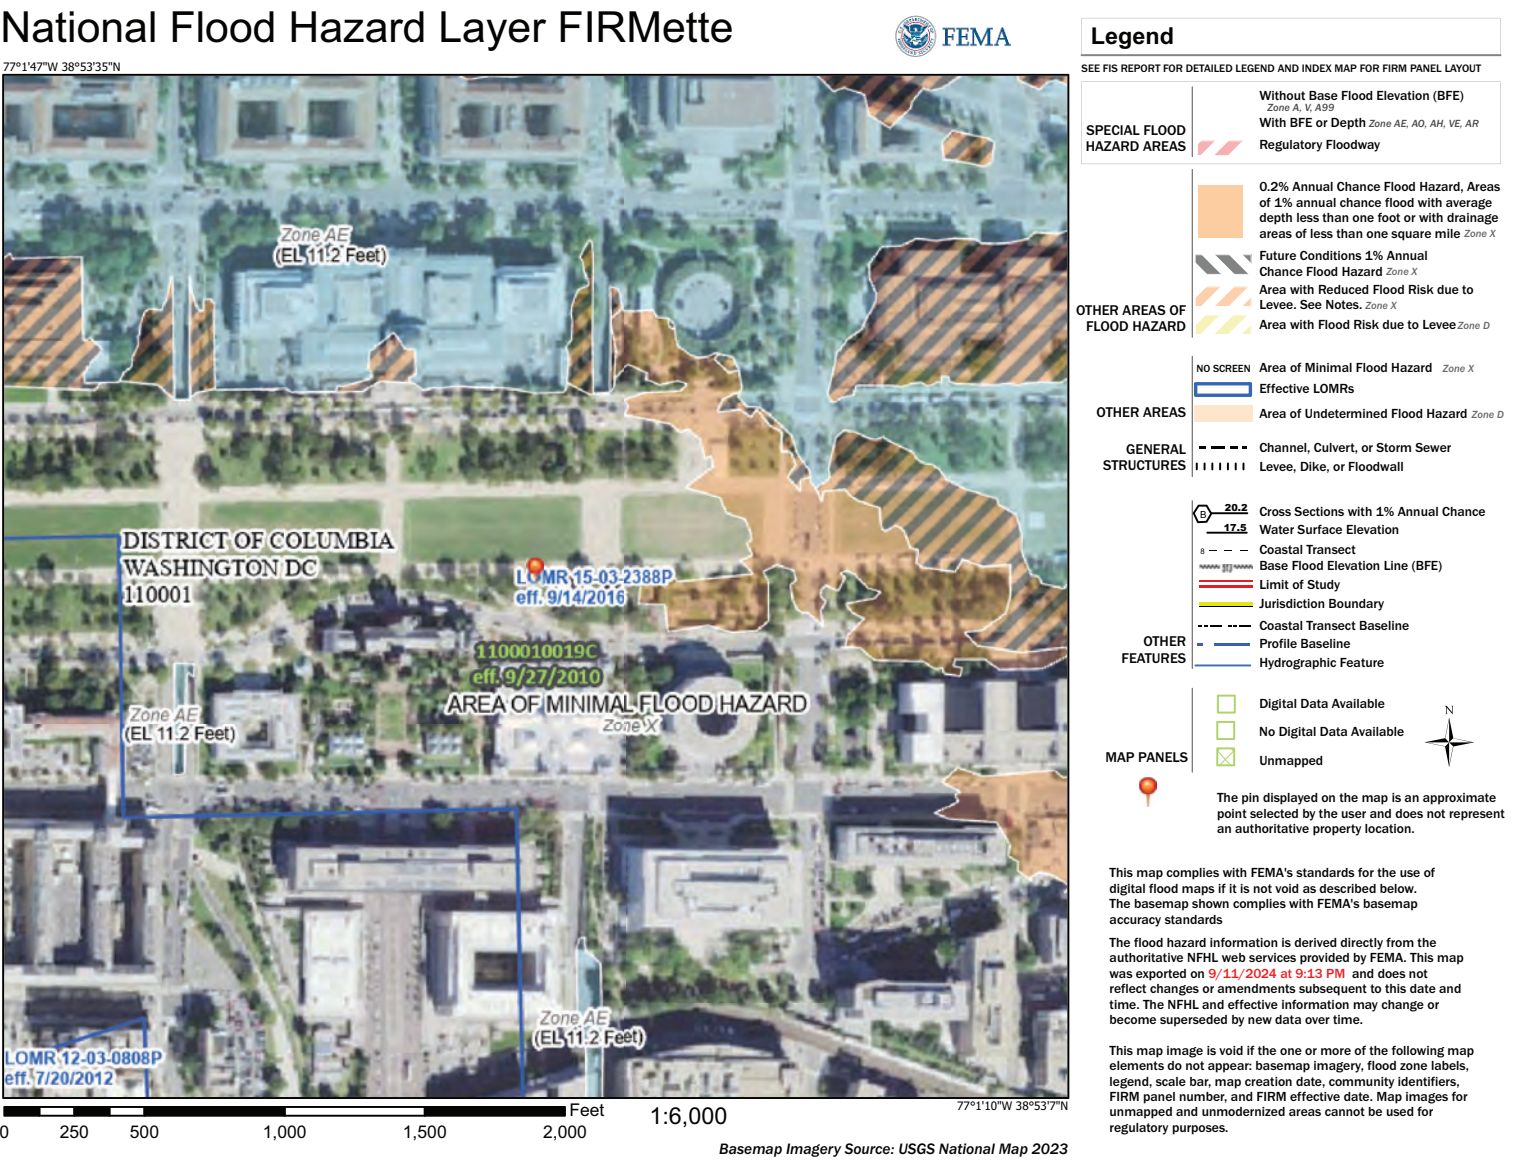 National Flood Hazard Layer FIRMette
FEMA
77°1'47"W 38°53'35"N
Zone AE
(EL 11.2 Feet)
DISTRICT OF COLUMBIA
WASHINGTON DC
110001
LOMR 15-03-2388P
eff. 9/14/2016
1100010019C
eff. 9/27/2010
AREA OF MINIMAL FLOOD HAZARD
Zone X
Zone AE
(EL 11.2 Feet)
Zone AE
(EL 11.2 Feet)
LOMR 12-03-0808P
eff. 7/20/2012
77°1'10"W 38°53'7"N
Feet
1:6,000
0 250 500 1,000 1,500 2,000
Basemap Imagery Source: USGS National Map 2023
Legend
SEE FIS REPORT FOR DETAILED LEGEND AND INDEX MAP FOR FIRM PANEL LAYOUT
SPECIAL FLOOD
HAZARD AREAS
Without Base Flood Elevation (BFE)
Zone A, V, A99
With BFE or Depth Zone AE, AO, AH, VE, AR
Regulatory Floodway
OTHER AREAS OF
FLOOD HAZARD
0.2% Annual Chance Flood Hazard, Areas
of 1% annual chance flood with average
depth less than one foot or with drainage
areas of less than one square mile Zone X
Future Conditions 1% Annual
Chance Flood Hazard Zone X
Area with Reduced Flood Risk due to
Levee. See Notes. Zone X
Area with Flood Risk due to Levee Zone D
OTHER AREAS
NO SCREEN Area of Minimal Flood Hazard Zone X
Effective LOMRs
Area of Undetermined Flood Hazard Zone D
GENERAL
STRUCTURES
Channel, Culvert, or Storm Sewer
Levee, Dike, or Floodwall
OTHER
FEATURES
B 20.2 Cross Sections with 1% Annual Chance
17.5 Water Surface Elevation
8 Coastal Transect
Base Flood Elevation Line (BFE)
Limit of Study
Jurisdiction Boundary
Coastal Transect Baseline
Profile Baseline
Hydrographic Feature
MAP PANELS
Digital Data Available
No Digital Data Available
Unmapped
N
The pin displayed on the map is an approximate
point selected by the user and does not represent
an authoritative property location.
This map complies with FEMA's standards for the use of
digital flood maps if it is not void as described below.
The basemap shown complies with FEMA's basemap
accuracy standards
The flood hazard information is derived directly from the
authoritative NFHL web services provided by FEMA. This map
was exported on 9/11/2024 at 9:13 PM and does not
reflect changes or amendments subsequent to this date and
time. The NFHL and effective information may change or
become superseded by new data over time.
This map image is void if the one or more of the following map
elements do not appear: basemap imagery, flood zone labels,
legend, scale bar, map creation date, community identifiers,
FIRM panel number, and FIRM effective date. Map images for
unmapped and unmodernized areas cannot be used for
regulatory purposes.